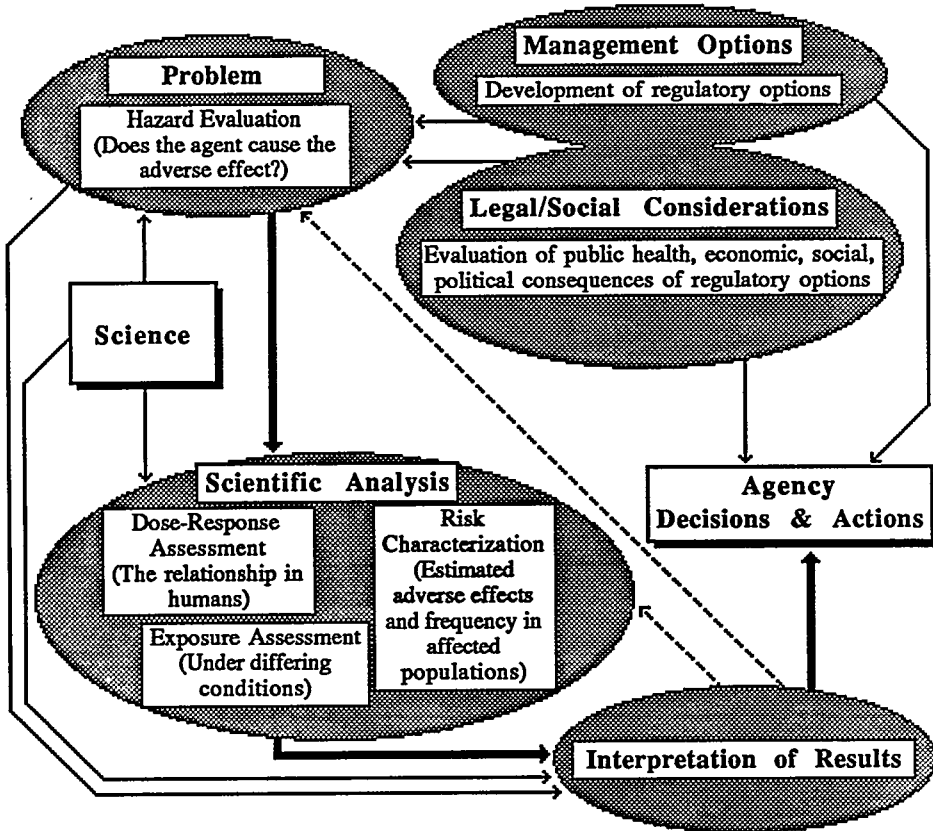 Problem
Hazard Evaluation
(Does the agent cause the
adverse effect?)
Management Options
Development of regulatory options
Legal/Social Considerations
Evaluation of public health, economic, social,
political consequences of regulatory options
Science
Scientific Analysis
Dose-Response
Assessment
(The relationship in
humans)
Exposure Assessment
(Under differing
conditions)
Risk
Characterization
(Estimated
adverse effects
and frequency in
affected
populations)
Agency
Decisions & Actions
Interpretation of Results